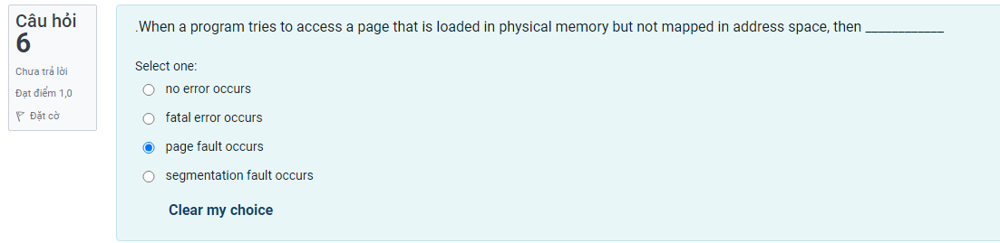 Câu hỏi
6
Chưa trả lời
Đạt điểm 1,0
Đặt cờ
.When a program tries to access a page that is loaded in physical memory but not mapped in address space, then ____________
Select one:
no error occurs
fatal error occurs
page fault occurs
segmentation fault occurs
Clear my choice